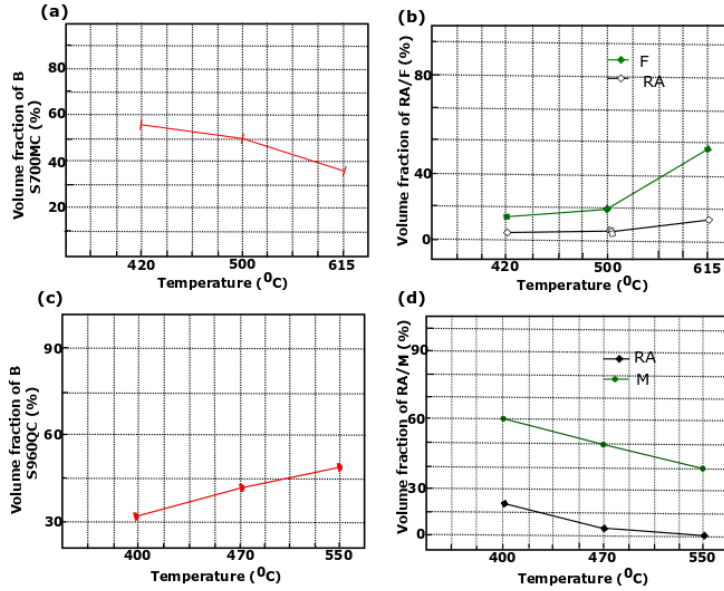 (a)
Volume fraction of B
S700MC (%)
80
60
40
20
420 500 615
Temperature (⁰C)
(b)
Volume fraction of RA/F (%)
80
40
0
F
RA
420 500 615
Temperature (⁰C)
(c)
Volume fraction of B
S960QC (%)
90
60
30
400 470 550
Temperature (⁰C)
(d)
Volume fraction of RA/M (%)
90
30
0
RA
M
400 470 550
Temperature (⁰C)